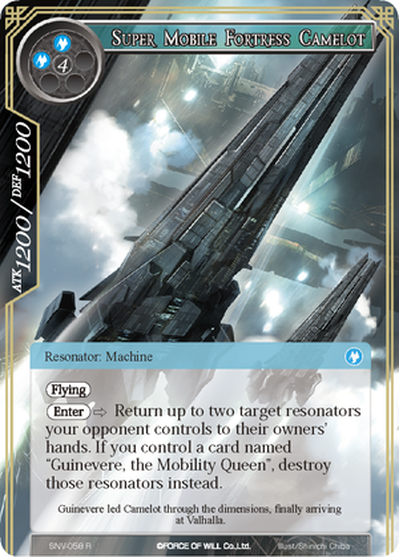 Super Mobile Fortress Camelot
4
ATK 1200 / DEF 1200
Resonator: Machine
Flying
Enter ⇨ Return up to two target resonators
your opponent controls to their owners'
hands. If you control a card named
"Guinevere, the Mobility Queen", destroy
those resonators instead.
Guinevere led Camelot through the dimensions, finally arriving
at Valhalla.
SNV-058 R ©FORCE OF WILL Co.,Ltd. Illust/Shinichi Chiba